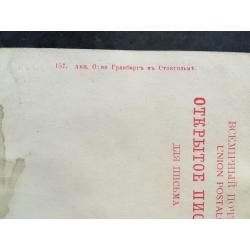 157. Акц. О-во Гранбергъ въ Стокгольмѣ.
ВСЕМІРНЫЙ ПОЧ
UNION POSTAL
ОТКРЫТОЕ ПИС
ДЛЯ ПИСЬМА